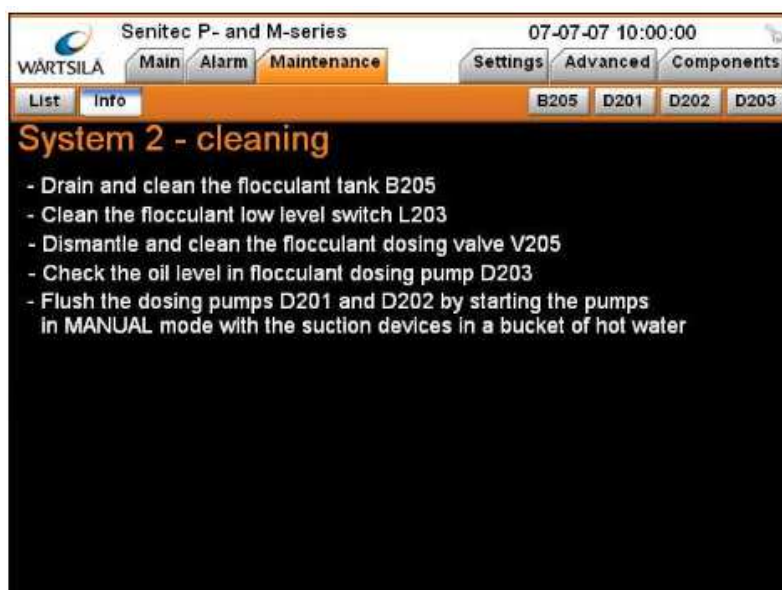 Senitec P- and M-series 07-07-07 10:00:00
WÄRTSILÄ Main Alarm Maintenance Settings Advanced Components
List Info B205 D201 D202 D203
System 2 - cleaning
- Drain and clean the flocculant tank B205
- Clean the flocculant low level switch L203
- Dismantle and clean the flocculant dosing valve V205
- Check the oil level in flocculant dosing pump D203
- Flush the dosing pumps D201 and D202 by starting the pumps
in MANUAL mode with the suction devices in a bucket of hot water